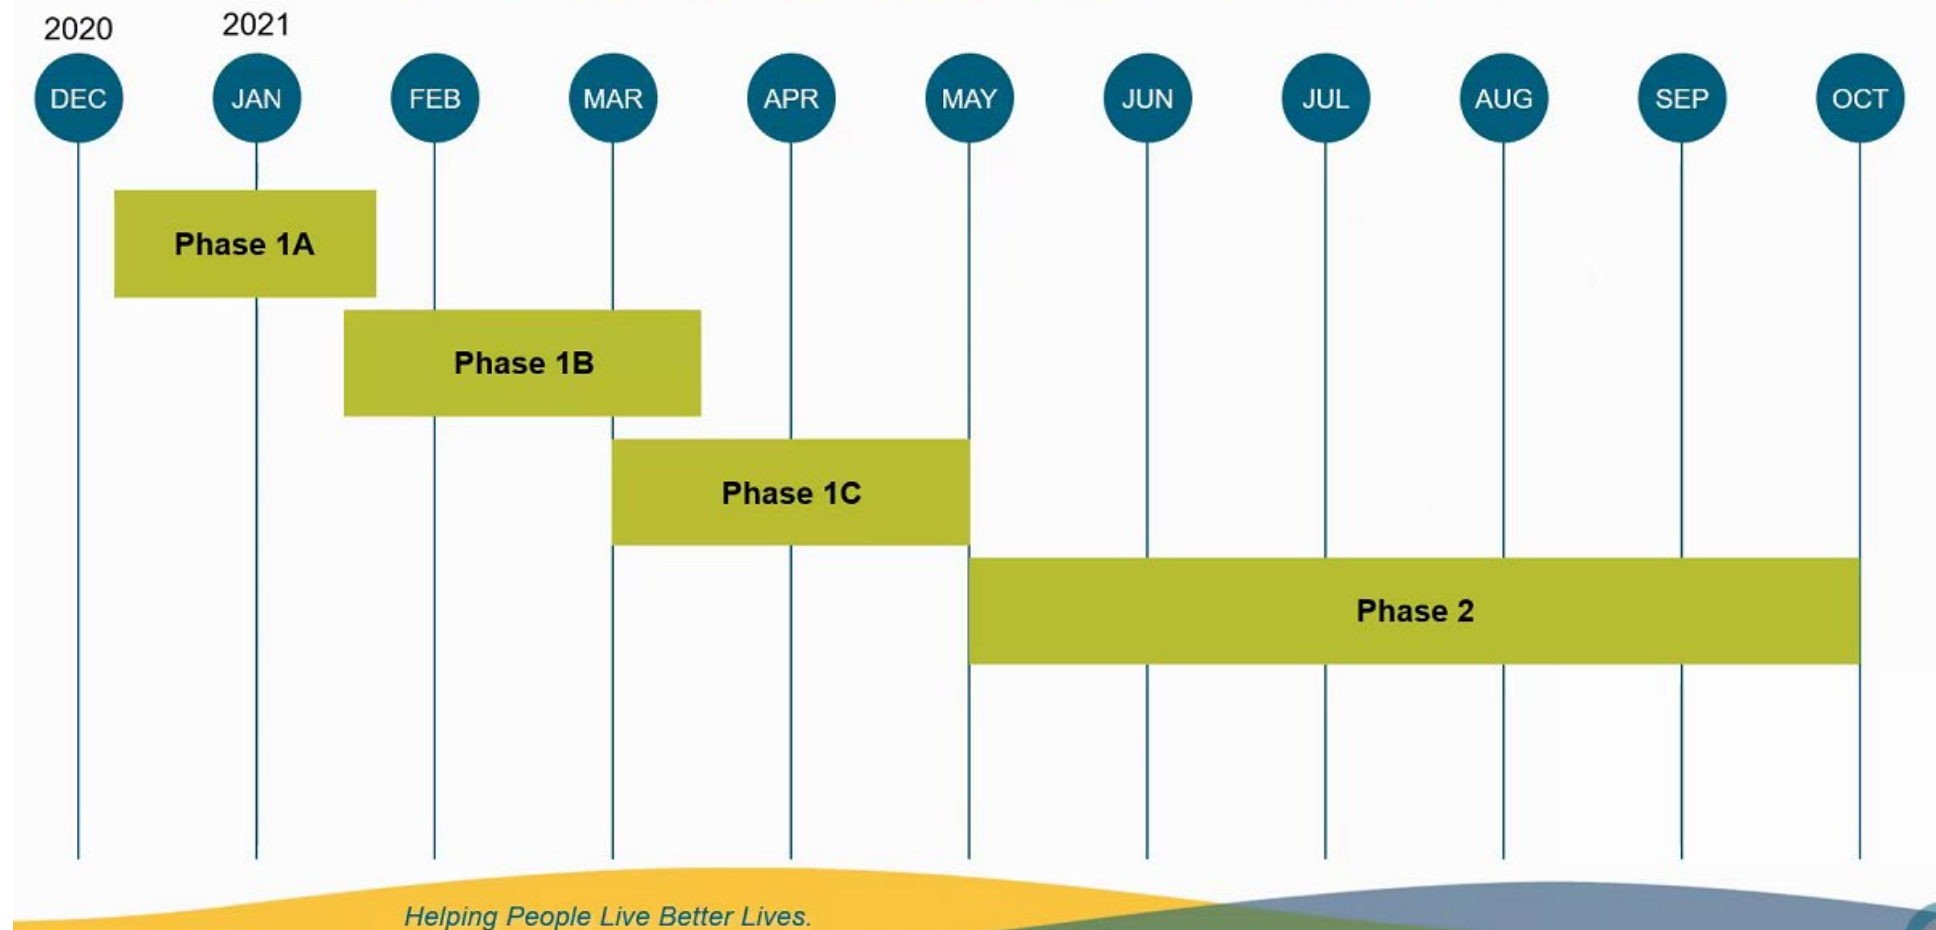 2020
2021
DEC
JAN
FEB
MAR
APR
MAY
JUN
JUL
AUG
SEP
OCT
Phase 1A
Phase 1B
Phase 1C
Phase 2
Helping People Live Better Lives.